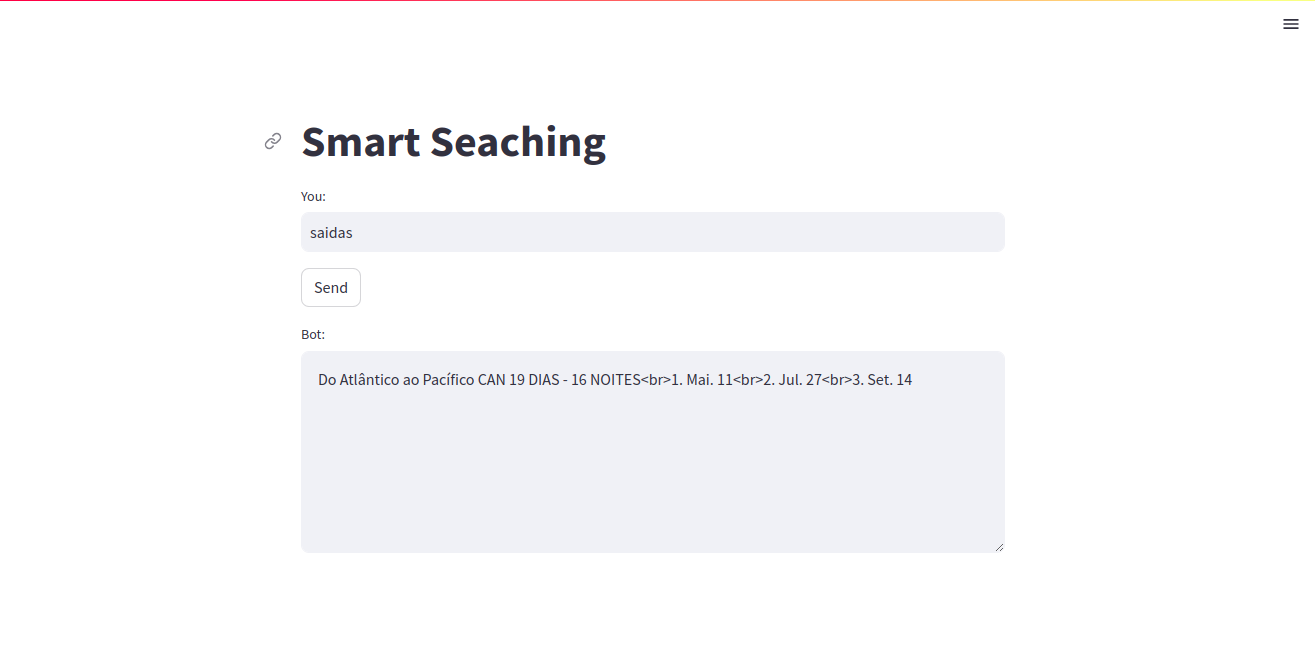 Smart Seaching
You:
saidas
Send
Bot:
Do Atlântico ao Pacífico CAN 19 DIAS - 16 NOITES<br>1. Mai. 11<br>2. Jul. 27<br>3. Set. 14